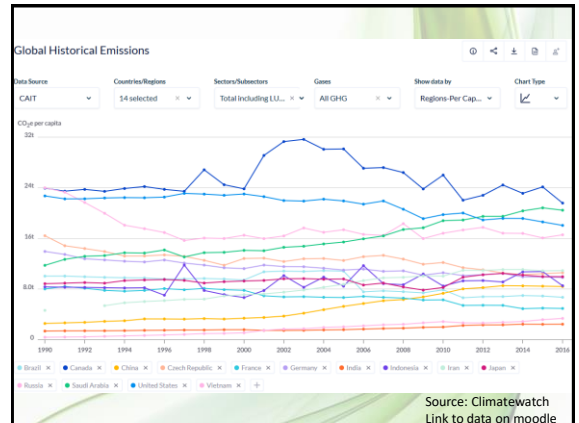 Global Historical Emissions
Data Source
Countries/Regions
Sectors/Subsectors
Gases
Show data by
Chart Type
CAIT
14 selected ×
Total including LU... ×
All GHG ×
Regions-Per Cap...
CO2e per capita
32t
24t
16t
8.0t
0
1990 1992 1994 1996 1998 2000 2002 2004 2006 2008 2010 2012 2014 2016
Brazil × Canada × China × Czech Republic × France × Germany × India × Indonesia × Iran × Japan ×
Russia × Saudi Arabia × United States × Vietnam × +
Source: Climatewatch
Link to data on moodle